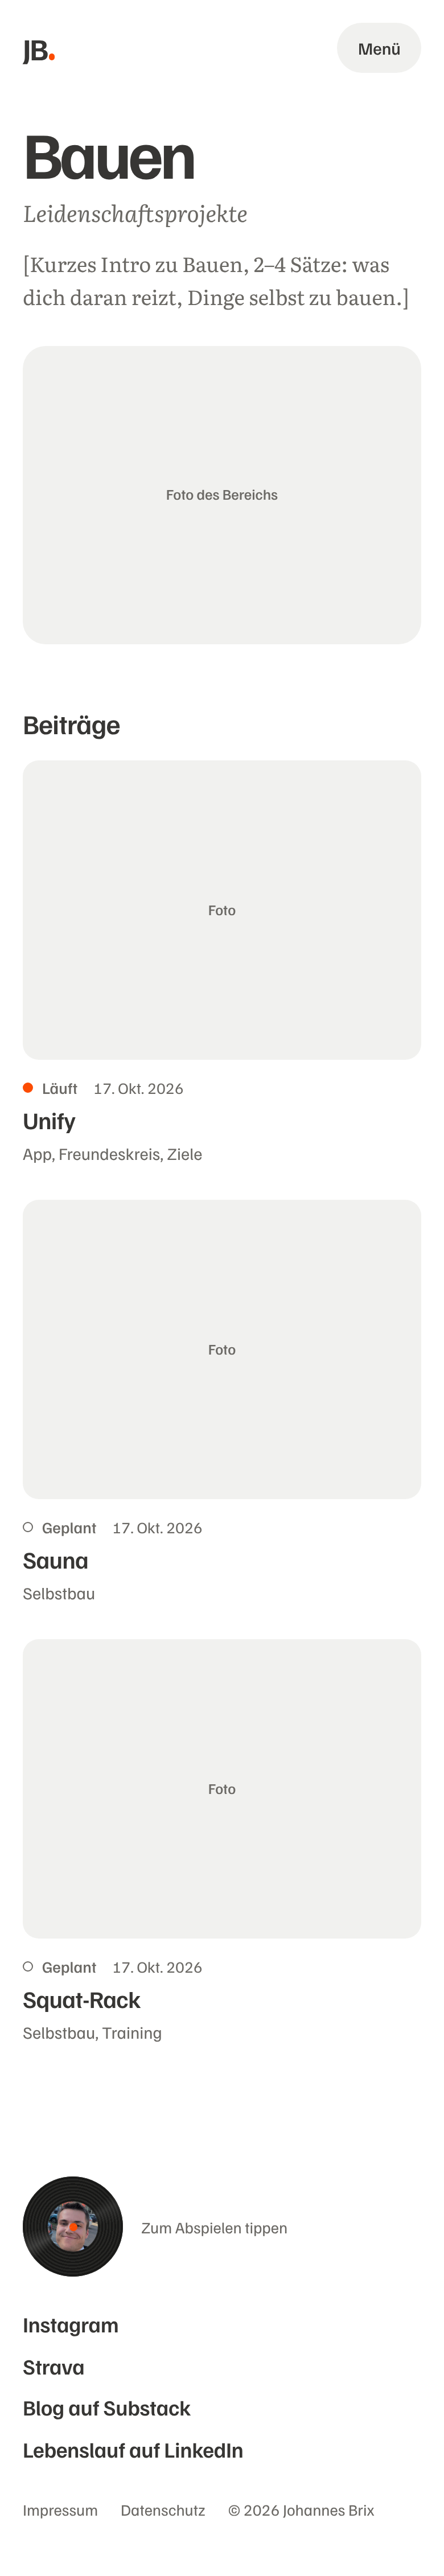 JB.
Menü
Bauen
Leidenschaftsprojekte
[Kurzes Intro zu Bauen, 2–4 Sätze: was
dich daran reizt, Dinge selbst zu bauen.]
Foto des Bereichs
Beiträge
Foto
Läuft 17. Okt. 2026
Unify
App, Freundeskreis, Ziele
Foto
Geplant 17. Okt. 2026
Sauna
Selbstbau
Foto
Geplant 17. Okt. 2026
Squat-Rack
Selbstbau, Training
Zum Abspielen tippen
Instagram
Strava
Blog auf Substack
Lebenslauf auf LinkedIn
Impressum Datenschutz © 2026 Johannes Brix